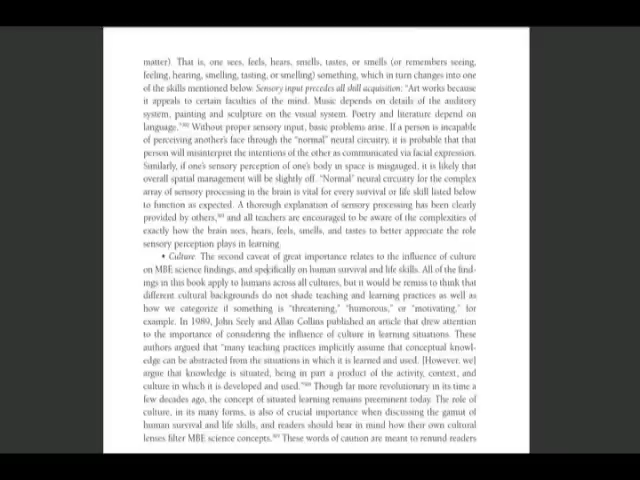 matter). That is, one sees, feels, hears, smells, tastes, or smells (or remembers seeing,
feeling, hearing, smelling, tasting, or smelling) something, which in turn changes into one
of the skills mentioned below. Sensory input precedes all skill acquisition: "Art works because
it appeals to certain faculties of the mind. Music depends on details of the auditory
system, painting and sculpture on the visual system. Poetry and literature depend on
language." Without proper sensory input, basic problems arise. If a person is incapable
of perceiving another's face through the "normal" neural circuitry, it is probable that that
person will misinterpret the intentions of the other as communicated via facial expression.
Similarly, if one's sensory perception of one's body in space is misgauged, it is likely that
overall spatial management will be slightly off. "Normal" neural circuitry for the complex
array of sensory processing in the brain is vital for every survival or life skill listed below
to function as expected. A thorough explanation of sensory processing has been clearly
provided by others, and all teachers are encouraged to be aware of the complexities of
exactly how the brain sees, hears, feels, smells, and tastes to better appreciate the role
sensory perception plays in learning.
• Culture. The second caveat of great importance relates to the influence of culture
on MBE science findings, and specifically on human survival and life skills. All of the find-
ings in this book apply to humans across all cultures, but it would be remiss to think that
different cultural backgrounds do not shade teaching and learning practices as well as
how we categorize if something is "threatening," "humorous," or "motivating," for
example. In 1989, John Seely and Allan Collins published an article that drew attention
to the importance of considering the influence of culture in learning situations. These
authors argued that "many teaching practices implicitly assume that conceptual knowl-
edge can be abstracted from the situations in which it is learned and used. [However, we]
argue that knowledge is situated, being in part a product of the activity, context, and
culture in which it is developed and used." Though far more revolutionary in its time a
few decades ago, the concept of situated learning remains preeminent today. The role of
culture, in its many forms, is also of crucial importance when discussing the gamut of
human survival and life skills, and readers should bear in mind how their own cultural
lenses filter MBE science concepts. These words of caution are meant to remind readers